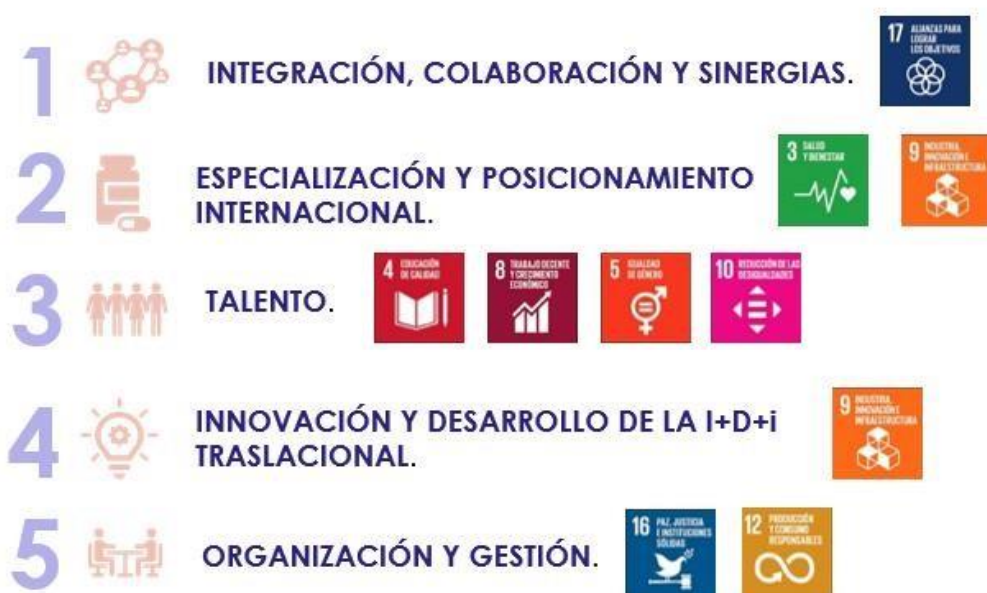 1
INTEGRACIÓN, COLABORACIÓN Y SINERGIAS.
17 ALIANZAS PARA
LOGRAR
LOS OBJETIVOS
2
ESPECIALIZACIÓN Y POSICIONAMIENTO
INTERNACIONAL.
3 SALUD
Y BIENESTAR
9 INDUSTRIA,
INNOVACIÓN E
INFRAESTRUCTURA
3
TALENTO.
4 EDUCACIÓN
DE CALIDAD
8 TRABAJO DECENTE
Y CRECIMIENTO
ECONÓMICO
5 IGUALDAD
DE GÉNERO
10 REDUCCIÓN DE LAS
DESIGUALDADES
4
INNOVACIÓN Y DESARROLLO DE LA I+D+i
TRASLACIONAL.
9 INDUSTRIA,
INNOVACIÓN E
INFRAESTRUCTURA
5
ORGANIZACIÓN Y GESTIÓN.
16 PAZ, JUSTICIA
E INSTITUCIONES
SÓLIDAS
12 PRODUCCIÓN
Y CONSUMO
RESPONSABLES